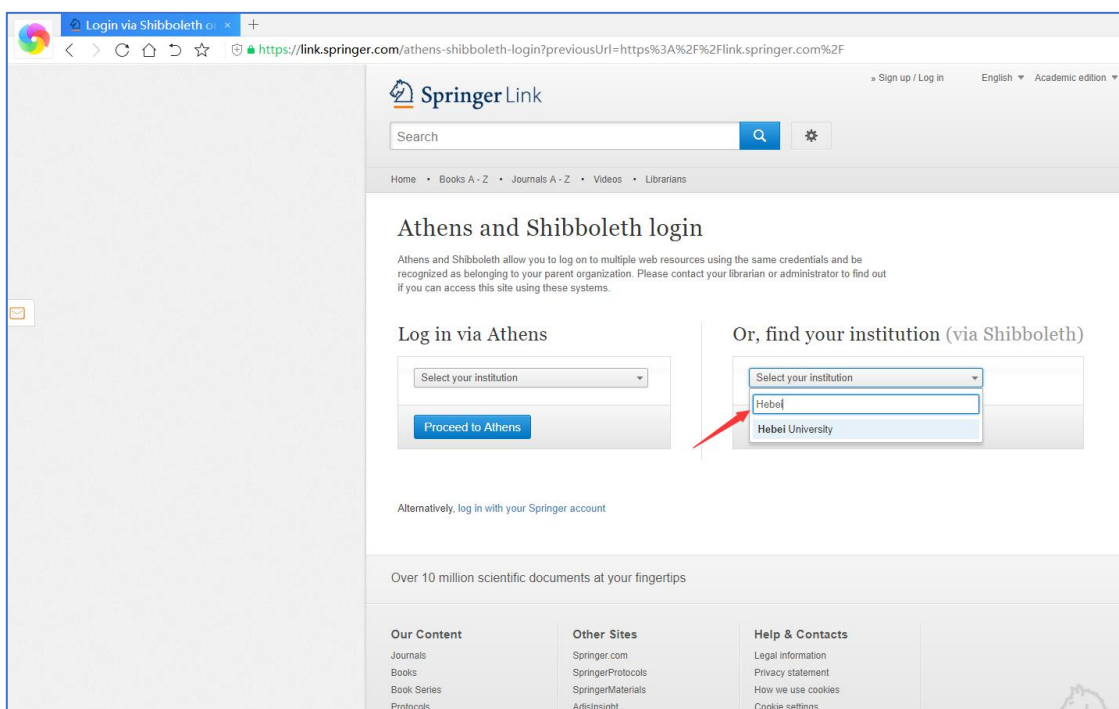 Login via Shibboleth o
https://link.springer.com/athens-shibboleth-login?previousUrl=https%3A%2F%2Flink.springer.com%2F
» Sign up / Log in English Academic edition
Springer Link
Search
Home • Books A - Z • Journals A - Z • Videos • Librarians
Athens and Shibboleth login
Athens and Shibboleth allow you to log on to multiple web resources using the same credentials and be
recognized as belonging to your parent organization. Please contact your librarian or administrator to find out
if you can access this site using these systems.
Log in via Athens
Select your institution
Proceed to Athens
Or, find your institution (via Shibboleth)
Select your institution
Hebei
Hebei University
Alternatively, log in with your Springer account
Over 10 million scientific documents at your fingertips
Our Content
Journals
Books
Book Series
Protocols
Other Sites
Springer.com
SpringerProtocols
SpringerMaterials
AdisInsight
Help & Contacts
Legal information
Privacy statement
How we use cookies
Cookie settings